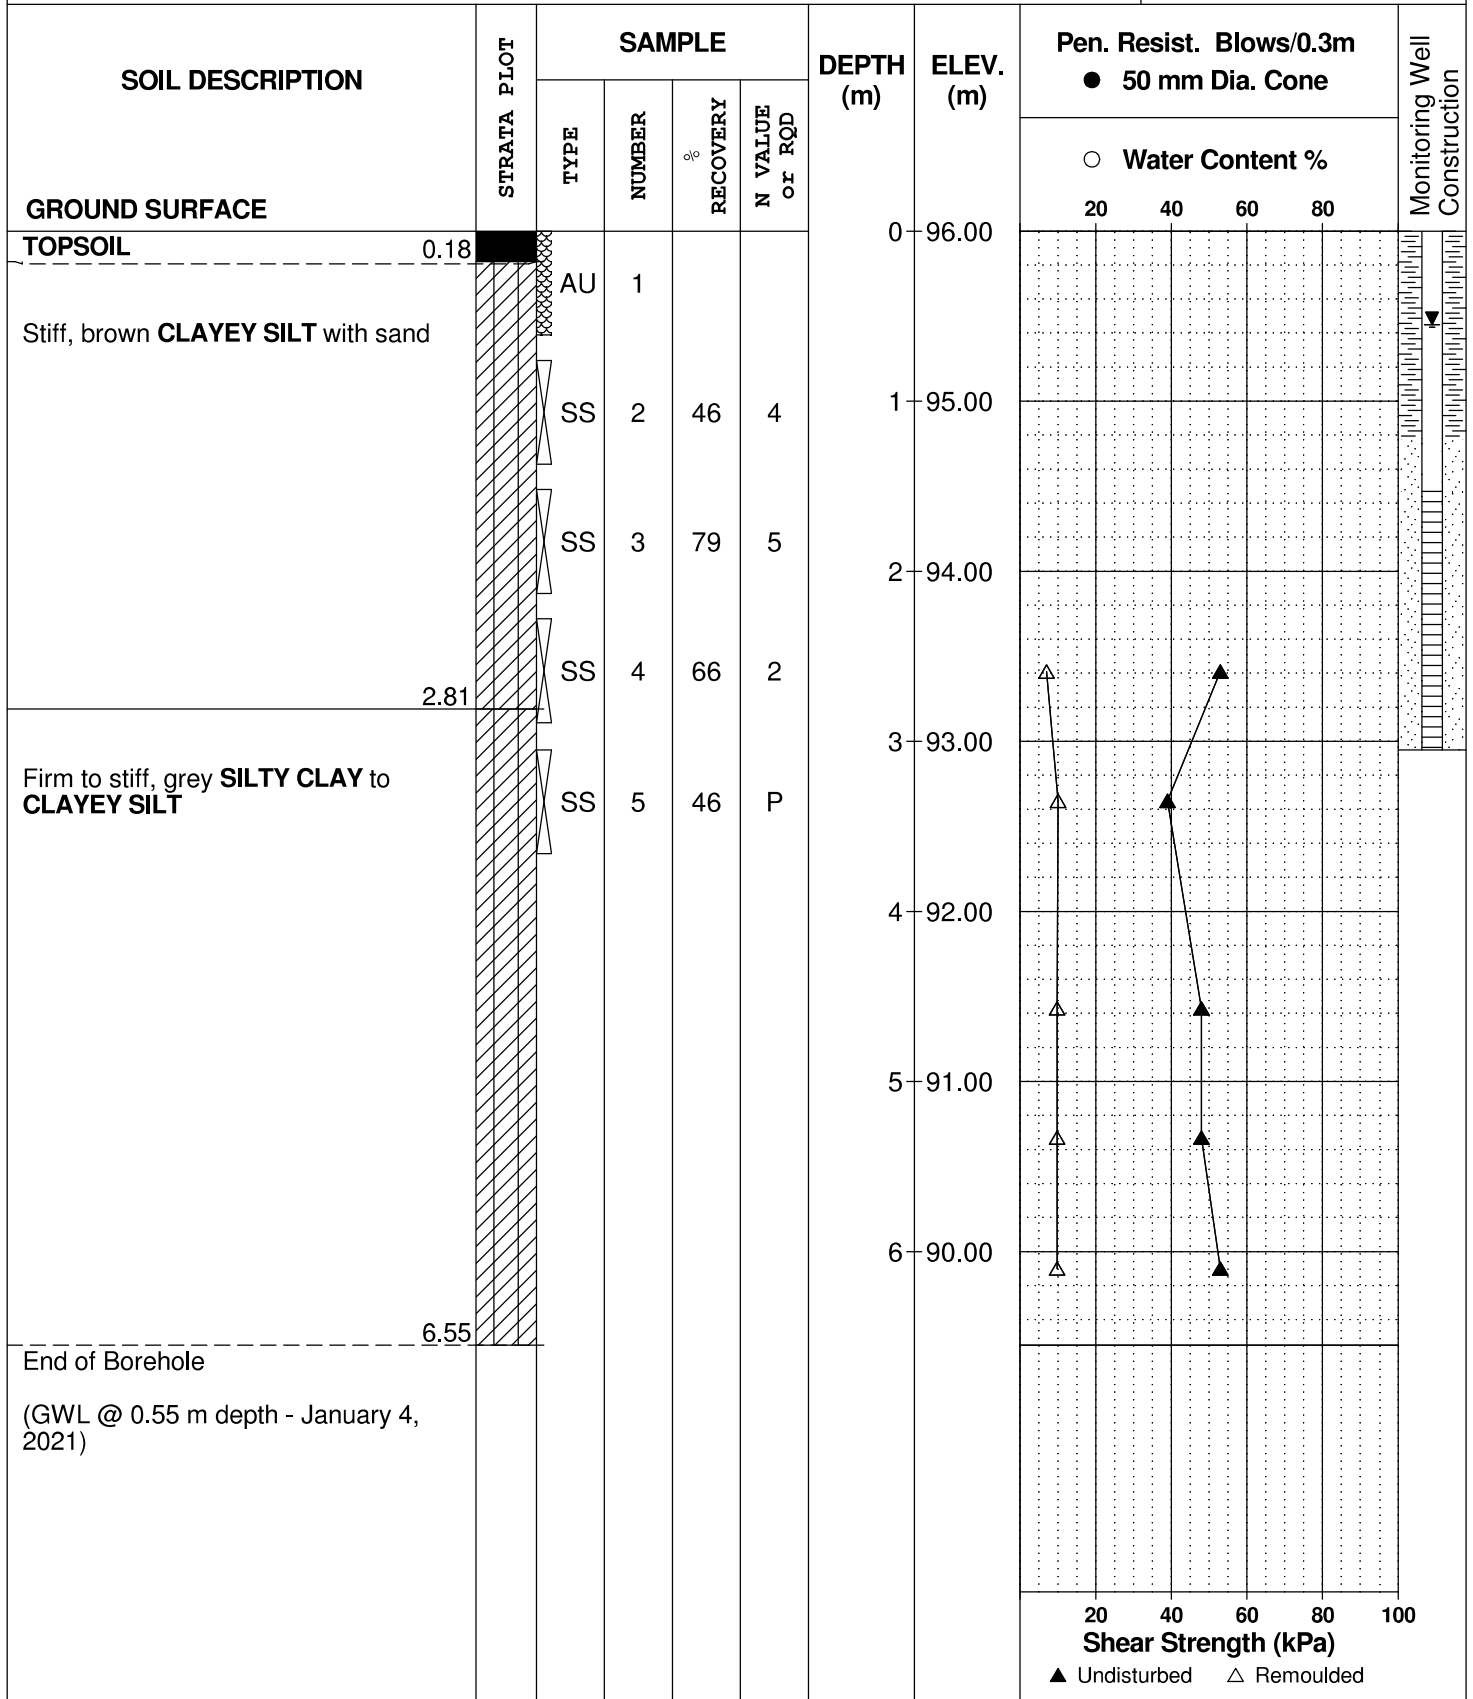 SOIL DESCRIPTION
GROUND SURFACE
STRATA PLOT
SAMPLE
TYPE
NUMBER
%
RECOVERY
N VALUE
or RQD
DEPTH
(m)
ELEV.
(m)
Pen. Resist. Blows/0.3m
● 50 mm Dia. Cone
○ Water Content %
20 40 60 80
Monitoring Well
Construction
TOPSOIL 0.18
AU 1
0 96.00
Stiff, brown CLAYEY SILT with sand
SS 2 46 4
1 95.00
SS 3 79 5
2 94.00
SS 4 66 2
2.81
3 93.00
Firm to stiff, grey SILTY CLAY to
CLAYEY SILT
SS 5 46 P
4 92.00
5 91.00
6 90.00
6.55
End of Borehole
(GWL @ 0.55 m depth - January 4,
2021)
20 40 60 80 100
Shear Strength (kPa)
▲ Undisturbed △ Remoulded